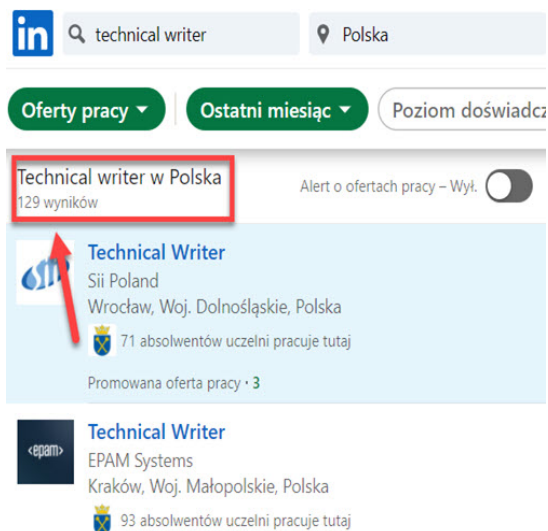 in
technical writer
Polska
Oferty pracy
Ostatni miesiąc
Poziom doświadcz
Technical writer w Polska
129 wyników
Alert o ofertach pracy – Wył.
Technical Writer
Sii Poland
Wrocław, Woj. Dolnośląskie, Polska
71 absolwentów uczelni pracuje tutaj
Promowana oferta pracy · 3
<epam>
Technical Writer
EPAM Systems
Kraków, Woj. Małopolskie, Polska
93 absolwentów uczelni pracuje tutaj